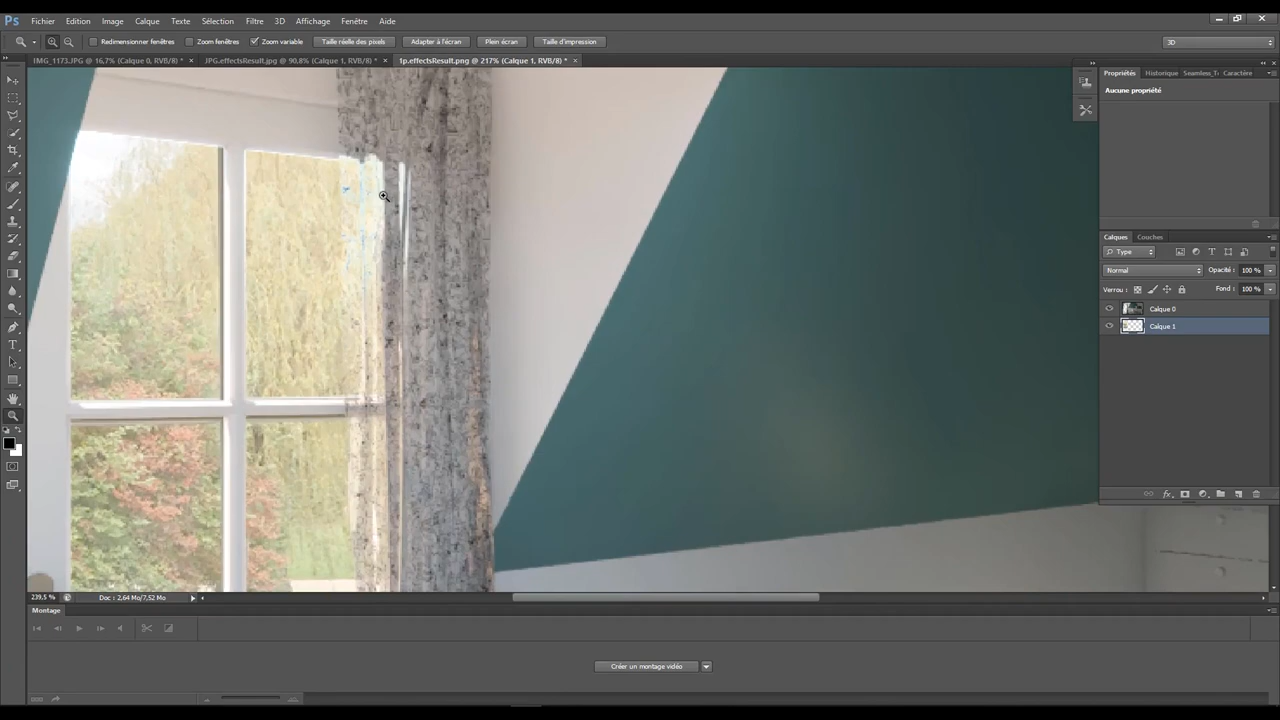 Ps Fichier Edition Image Calque Texte Sélection Filtre 3D Affichage Fenêtre Aide
Redimensionner fenêtres Zoom fenêtres Zoom variable Taille réelle des pixels Adapter à l'écran Plein écran Taille d'impression 3D
IMG_1173.JPG @ 16,7% (Calque 0, RVB/8) * × JPG.effectsResult.jpg @ 90,8% (Calque 1, RVB/8) * × 1p.effectsResult.png @ 217% (Calque 1, RVB/8) * ×
Propriétés Historique Seamless_T Caractère
Aucune propriété
Calques Couches
Type
Normal Opacité : 100 %
Verrou : Fond : 100 %
Calque 0
Calque 1
239,5 % Doc : 2,64 Mo/7,52 Mo
Montage
Créer un montage vidéo